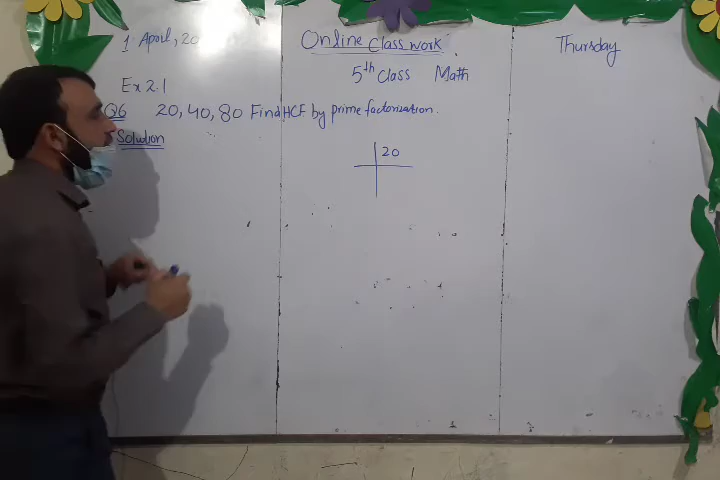 1 April, 20
Online Class work
Thursday
5th Class Math
Ex 2.1
Q6 20, 40, 80 Find HCF by prime factorization.
Solution
20